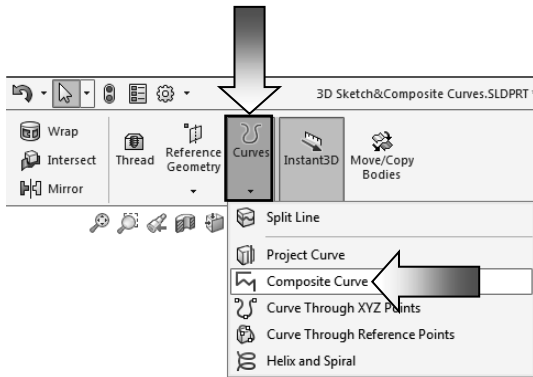 3D Sketch&Composite Curves.SLDPRT
Wrap
Intersect
Mirror
Thread
Reference
Geometry
Curves
Instant3D
Move/Copy
Bodies
Split Line
Project Curve
Composite Curve
Curve Through XYZ Points
Curve Through Reference Points
Helix and Spiral